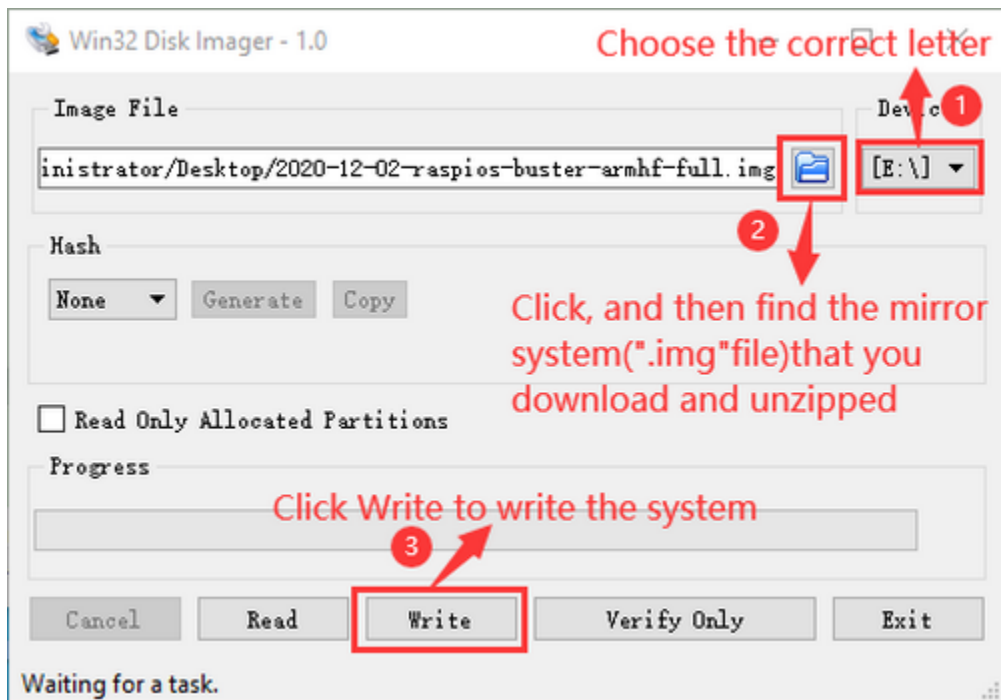 Win32 Disk Imager - 1.0
Choose the correct letter
Image File
Devic
1
inistrator/Desktop/2020-12-02-raspios-buster-armhf-full.img
[E:\]
2
Hash
None
Generate
Copy
Click, and then find the mirror
system(".img"file)that you
download and unzipped
Read Only Allocated Partitions
Progress
Click Write to write the system
3
Cancel
Read
Write
Verify Only
Exit
Waiting for a task.